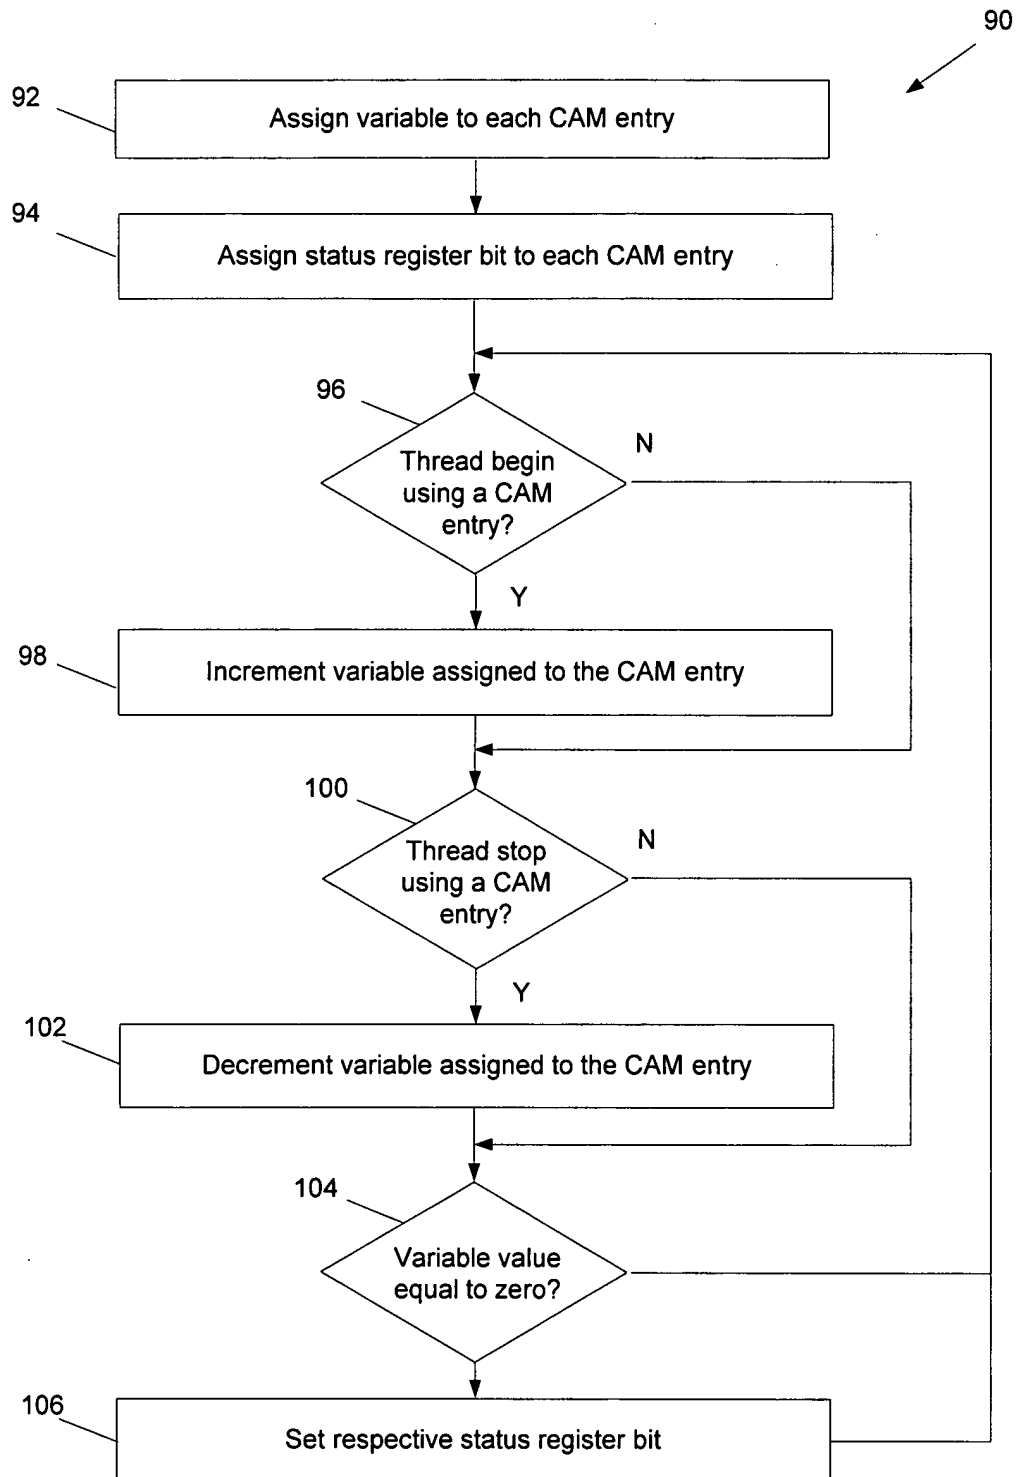 90
92
Assign variable to each CAM entry
94
Assign status register bit to each CAM entry
96
N
Thread begin
using a CAM
entry?
Y
98
Increment variable assigned to the CAM entry
100
N
Thread stop
using a CAM
entry?
Y
102
Decrement variable assigned to the CAM entry
104
Variable value
equal to zero?
106
Set respective status register bit